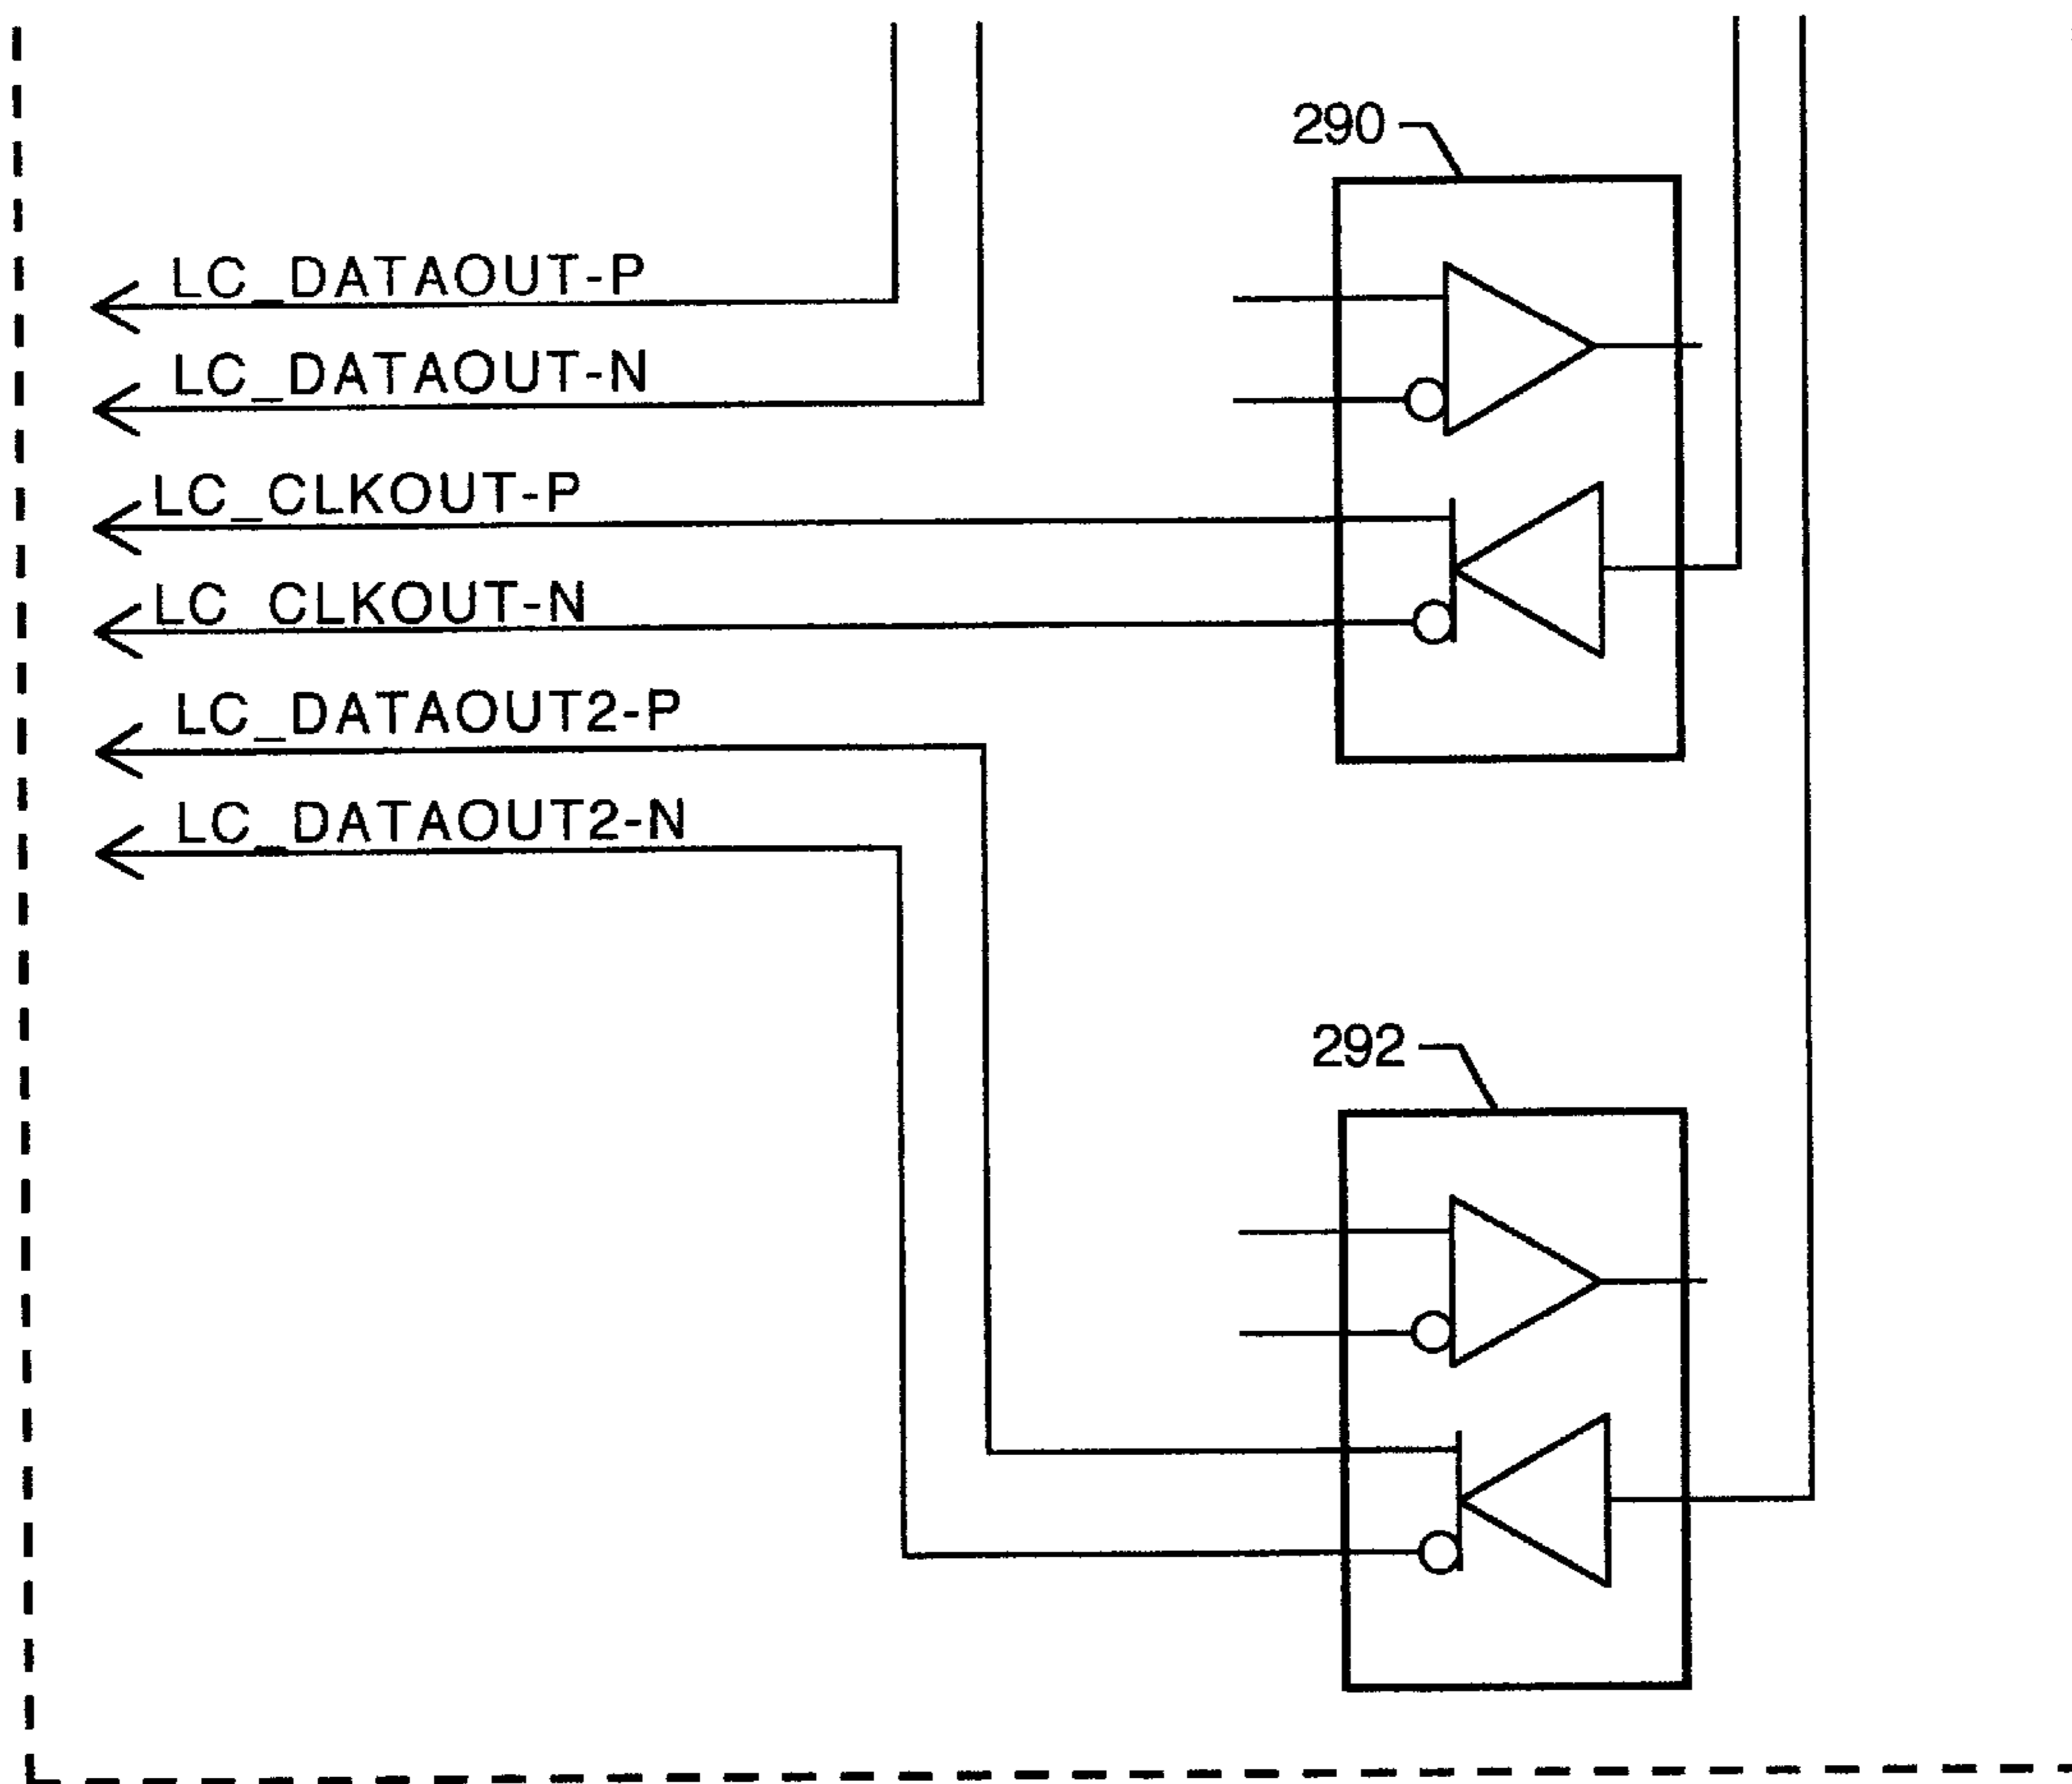 290
LC_DATAOUT-P
LC_DATAOUT-N
LC_CLKOUT-P
LC_CLKOUT-N
LC_DATAOUT2-P
LC_DATAOUT2-N
292